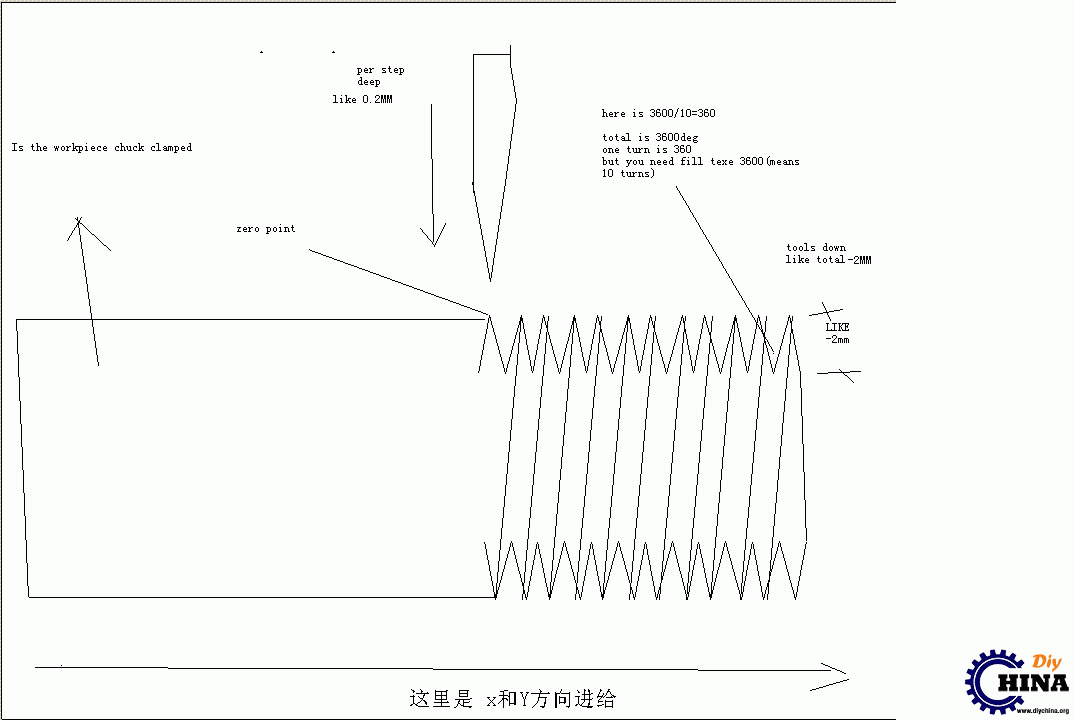 per step
deep
like 0.2MM
here is 3600/10=360
total is 3600deg
one turn is 360
but you need fill texe 3600(means
10 turns)
Is the workpiece chuck clamped
zero point
tools down
like total-2MM
LIKE
-2mm
这里是 x和Y方向进给
Diy
CHINA
www.diychina.org